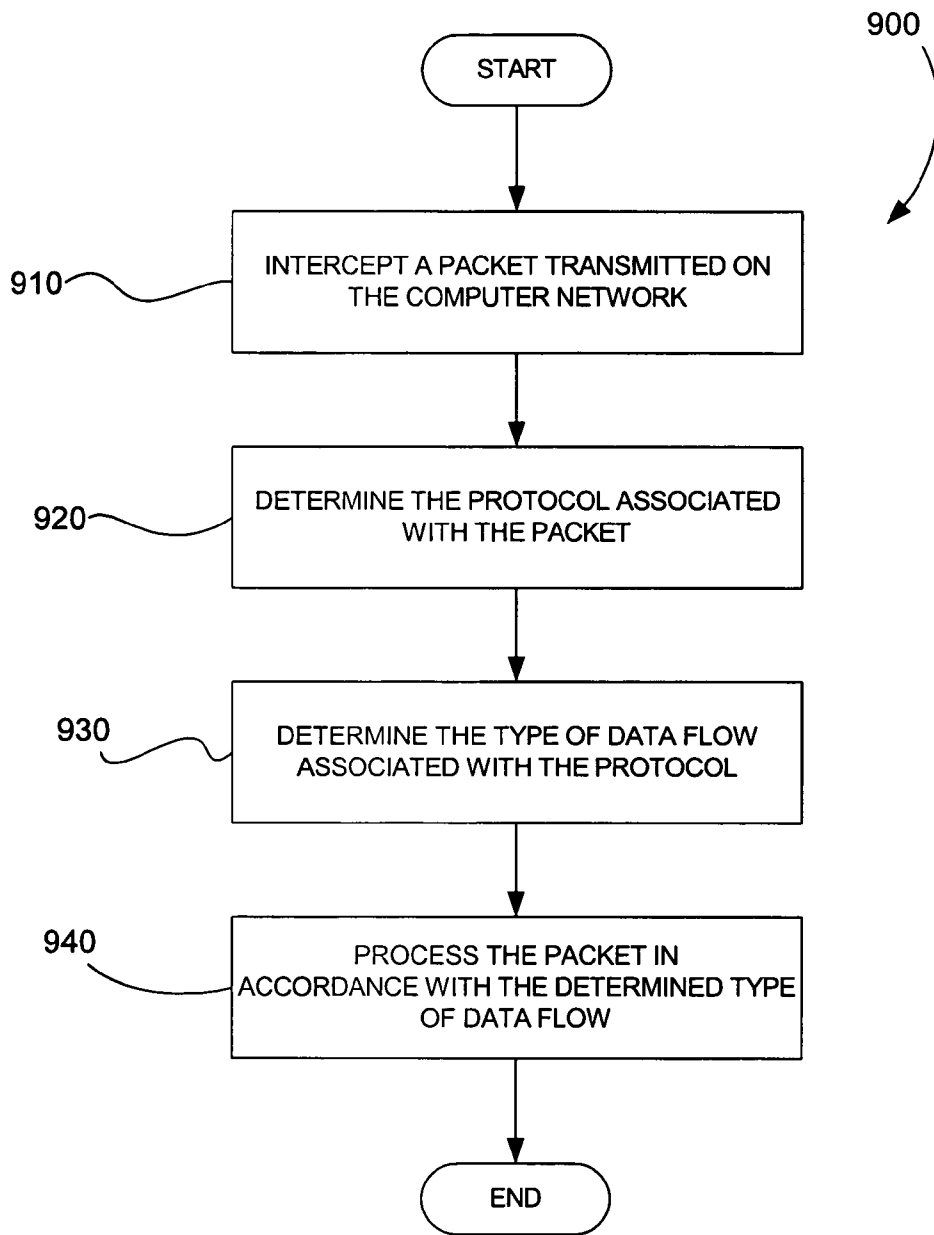 900
START
910
INTERCEPT A PACKET TRANSMITTED ON
THE COMPUTER NETWORK
920
DETERMINE THE PROTOCOL ASSOCIATED
WITH THE PACKET
930
DETERMINE THE TYPE OF DATA FLOW
ASSOCIATED WITH THE PROTOCOL
940
PROCESS THE PACKET IN
ACCORDANCE WITH THE DETERMINED TYPE
OF DATA FLOW
END